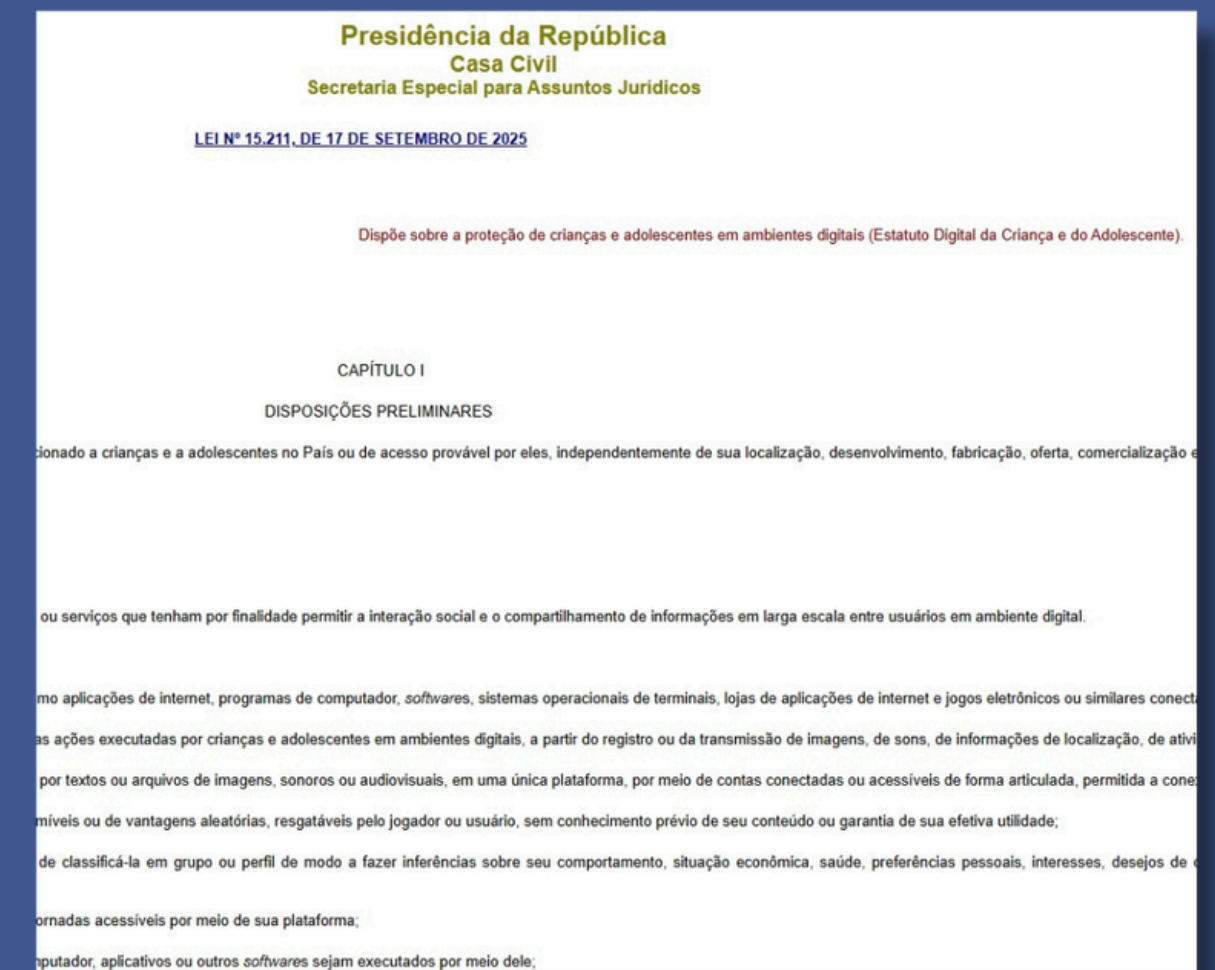 Presidência da República
Casa Civil
Secretaria Especial para Assuntos Jurídicos
LEI Nº 15.211, DE 17 DE SETEMBRO DE 2025
Dispõe sobre a proteção de crianças e adolescentes em ambientes digitais (Estatuto Digital da Criança e do Adolescente).
CAPÍTULO I
DISPOSIÇÕES PRELIMINARES
cionado a crianças e a adolescentes no País ou de acesso provável por eles, independentemente de sua localização, desenvolvimento, fabricação, oferta, comercialização e
ou serviços que tenham por finalidade permitir a interação social e o compartilhamento de informações em larga escala entre usuários em ambiente digital.
mo aplicações de internet, programas de computador, softwares, sistemas operacionais de terminais, lojas de aplicações de internet e jogos eletrônicos ou similares conect
as ações executadas por crianças e adolescentes em ambientes digitais, a partir do registro ou da transmissão de imagens, de sons, de informações de localização, de ativi
por textos ou arquivos de imagens, sonoros ou audiovisuais, em uma única plataforma, por meio de contas conectadas ou acessíveis de forma articulada, permitida a cone
míveis ou de vantagens aleatórias, resgatáveis pelo jogador ou usuário, sem conhecimento prévio de seu conteúdo ou garantia de sua efetiva utilidade;
de classificá-la em grupo ou perfil de modo a fazer inferências sobre seu comportamento, situação econômica, saúde, preferências pessoais, interesses, desejos de
ornadas acessíveis por meio de sua plataforma;
mputador, aplicativos ou outros softwares sejam executados por meio dele;